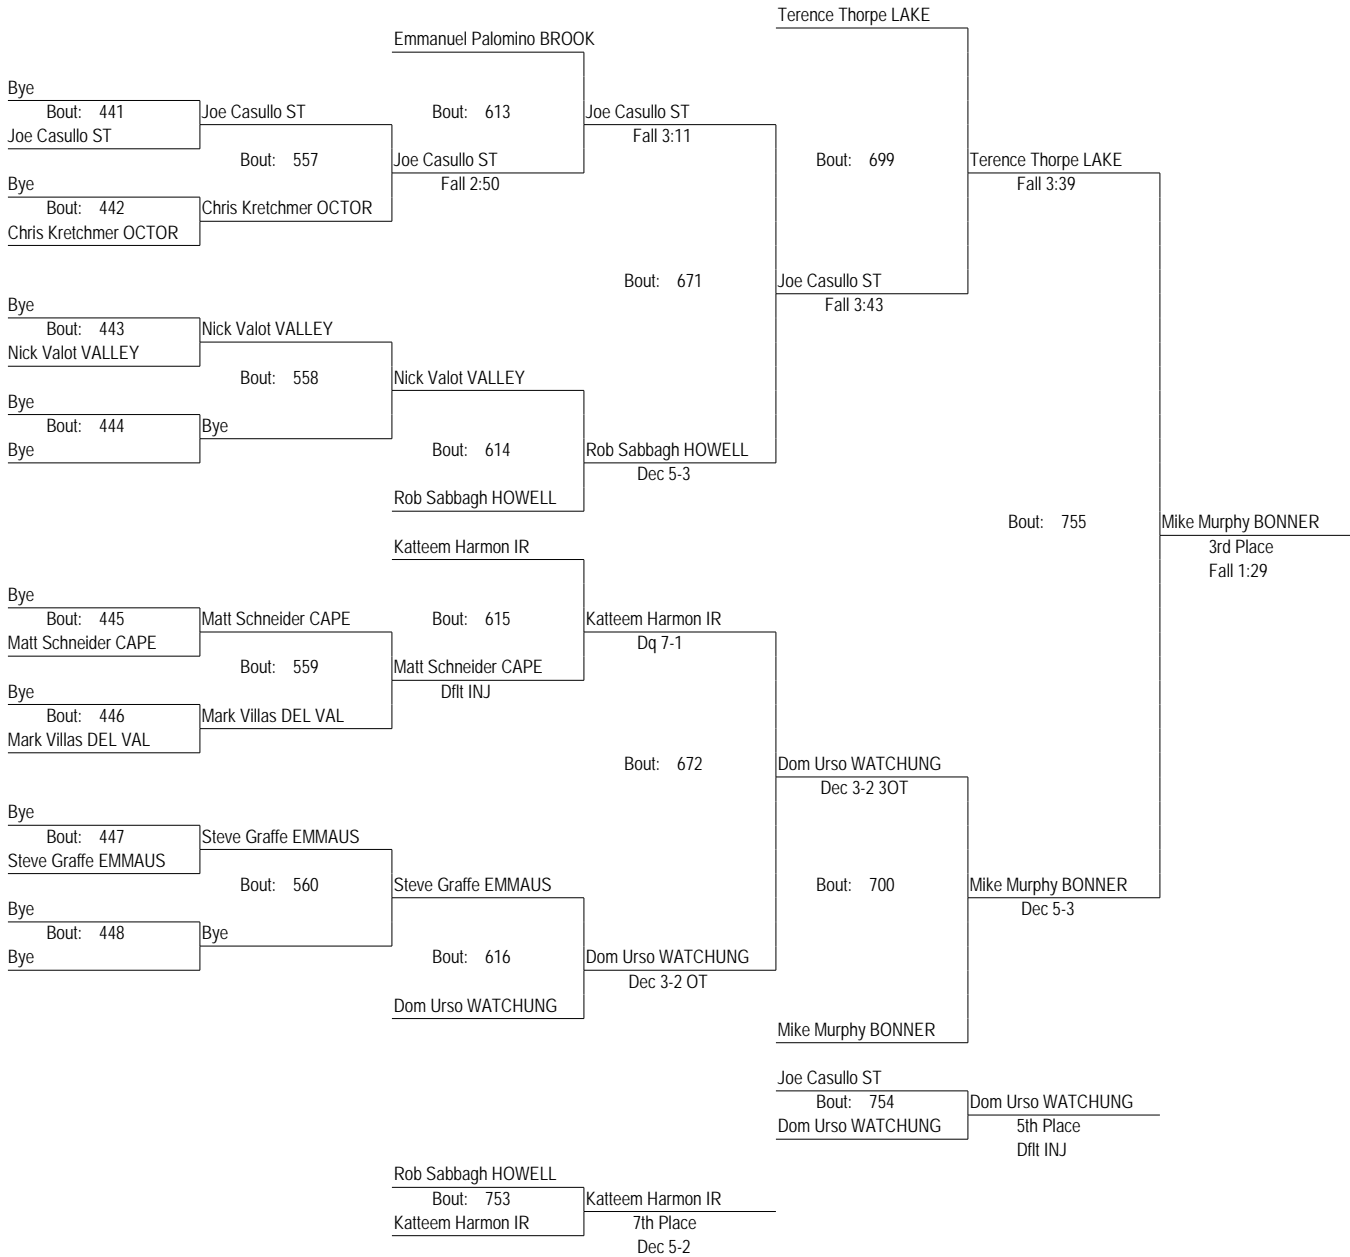 Terence Thorpe LAKE
Emmanuel Palomino BROOK
Bye
Bout: 441
Joe Casullo ST
Bout: 613
Joe Casullo ST
Joe Casullo ST
Fall 3:11
Bout: 557
Joe Casullo ST
Bout: 699
Terence Thorpe LAKE
Bye
Fall 2:50
Fall 3:39
Bout: 442
Chris Kretchmer OCTOR
Chris Kretchmer OCTOR
Bout: 671
Joe Casullo ST
Bye
Fall 3:43
Bout: 443
Nick Valot VALLEY
Nick Valot VALLEY
Bout: 558
Nick Valot VALLEY
Bye
Bout: 444
Bye
Bye
Bout: 614
Rob Sabbagh HOWELL
Dec 5-3
Rob Sabbagh HOWELL
Bout: 755
Mike Murphy BONNER
Katteem Harmon IR
3rd Place
Fall 1:29
Bye
Bout: 445
Matt Schneider CAPE
Bout: 615
Katteem Harmon IR
Matt Schneider CAPE
Dq 7-1
Bout: 559
Matt Schneider CAPE
Bye
Dflt INJ
Bout: 446
Mark Villas DEL VAL
Mark Villas DEL VAL
Bout: 672
Dom Urso WATCHUNG
Dec 3-2 3OT
Bye
Bout: 447
Steve Graffe EMMAUS
Steve Graffe EMMAUS
Bout: 560
Steve Graffe EMMAUS
Bout: 700
Mike Murphy BONNER
Bye
Dec 5-3
Bout: 448
Bye
Bye
Bout: 616
Dom Urso WATCHUNG
Dec 3-2 OT
Dom Urso WATCHUNG
Mike Murphy BONNER
Joe Casullo ST
Bout: 754
Dom Urso WATCHUNG
Dom Urso WATCHUNG
5th Place
Dflt INJ
Rob Sabbagh HOWELL
Bout: 753
Katteem Harmon IR
Katteem Harmon IR
7th Place
Dec 5-2